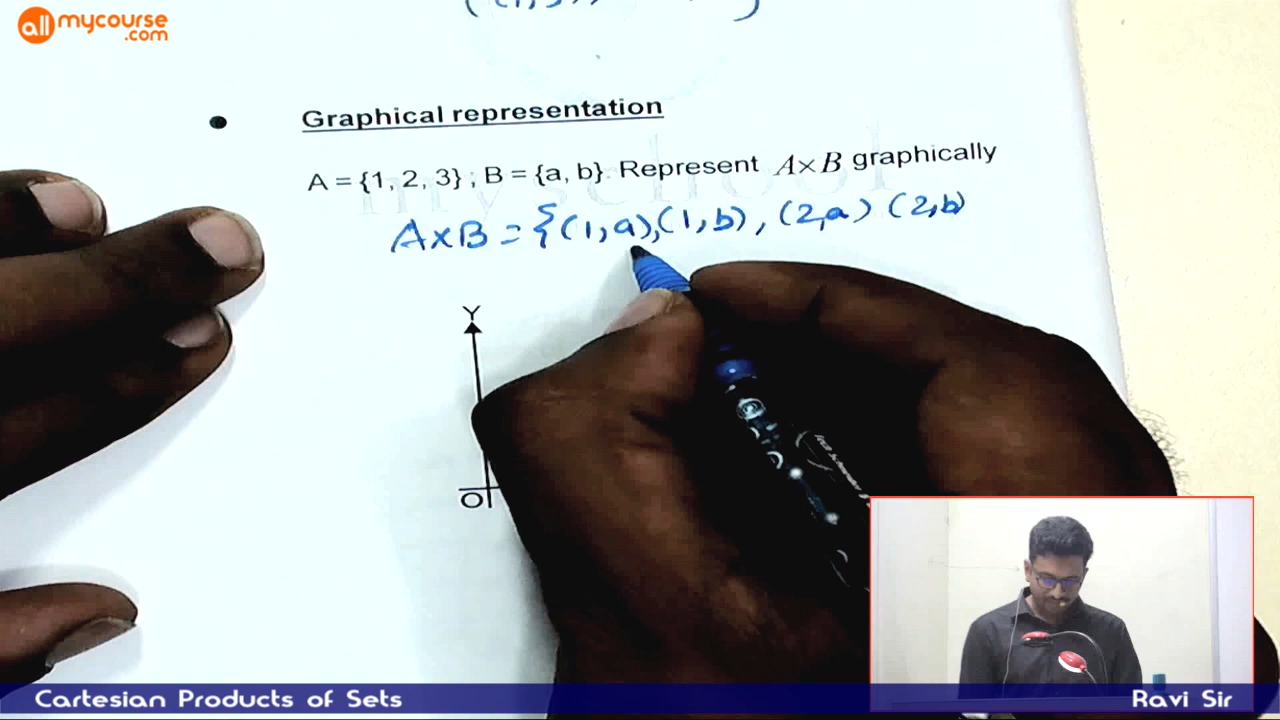 allmycourse.com
Graphical representation
A = {1, 2, 3} ; B = {a, b}. Represent A×B graphically
A×B = {(1,a),(1,b), (2,a) (2,b)
Y
O
Cartesian Products of Sets
Ravi Sir